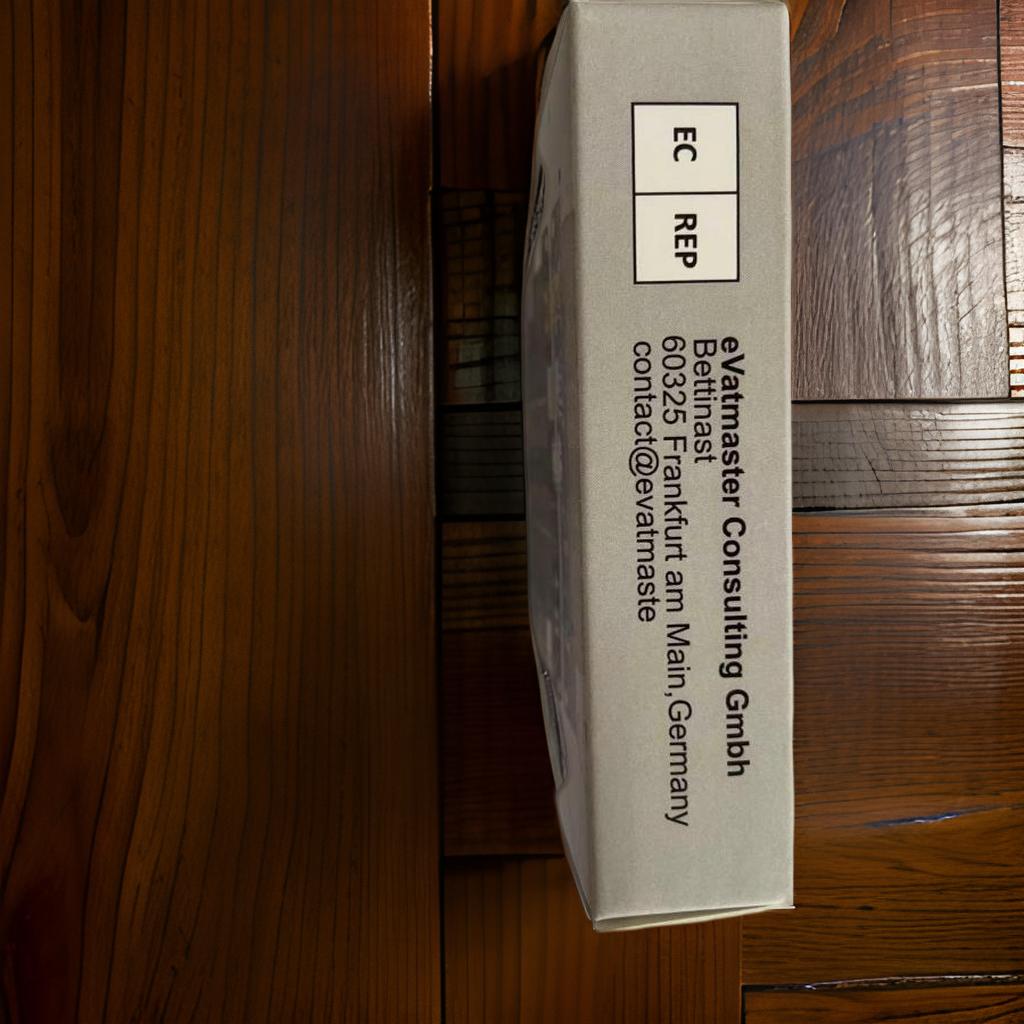 EC REP
eVatmaster Consulting Gmbh
Bettinast
60325 Frankfurt am Main,Germany
contact@evatmaste